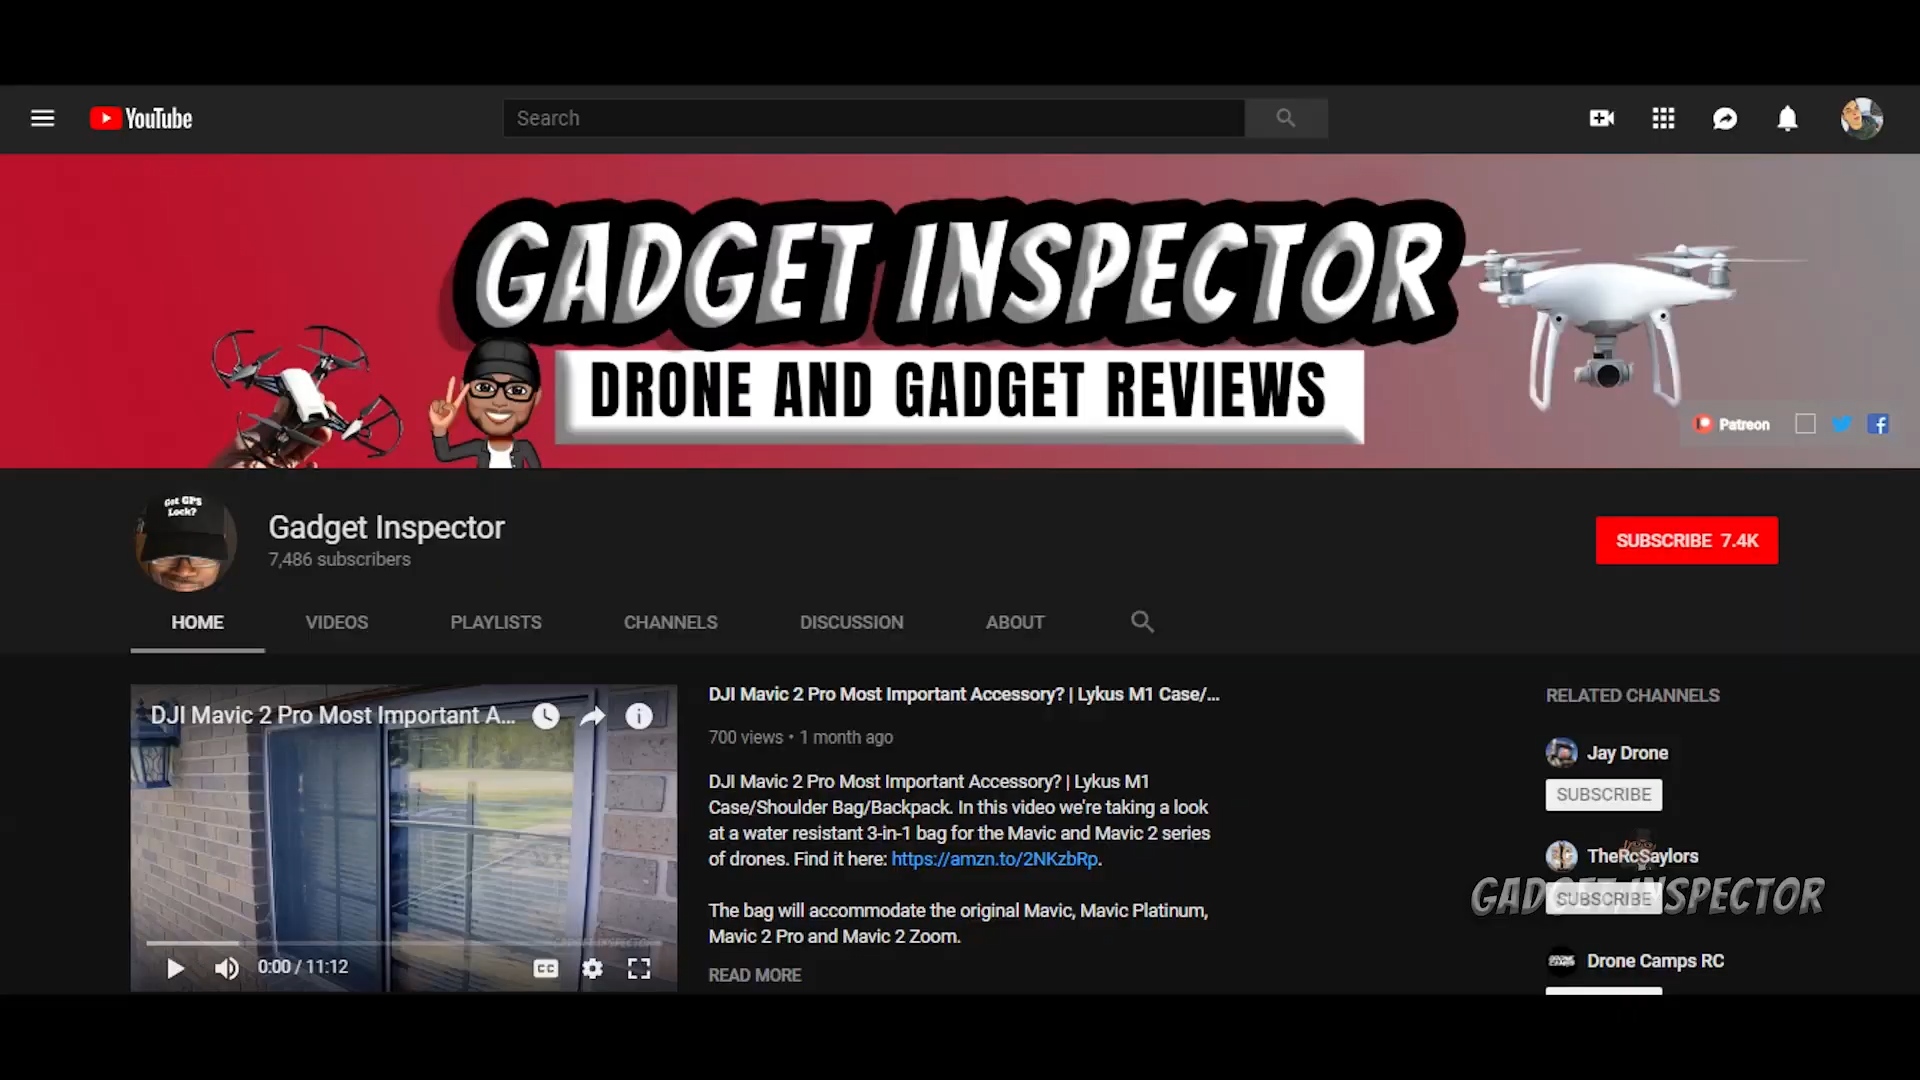 YouTube
Search
GADGET INSPECTOR
DRONE AND GADGET REVIEWS
Patreon
Got GPS
Lock?
Gadget Inspector
7,486 subscribers
SUBSCRIBE 7.4K
HOME VIDEOS PLAYLISTS CHANNELS DISCUSSION ABOUT
DJI Mavic 2 Pro Most Important A...
0:00 / 11:12
CC
GADGET INSPECTOR
DJI Mavic 2 Pro Most Important Accessory? | Lykus M1 Case/...
700 views • 1 month ago
DJI Mavic 2 Pro Most Important Accessory? | Lykus M1
Case/Shoulder Bag/Backpack. In this video we're taking a look
at a water resistant 3-in-1 bag for the Mavic and Mavic 2 series
of drones. Find it here: https://amzn.to/2NKzbRp.
The bag will accommodate the original Mavic, Mavic Platinum,
Mavic 2 Pro and Mavic 2 Zoom.
READ MORE
RELATED CHANNELS
Jay Drone
SUBSCRIBE
TheRcSaylors
SUBSCRIBE
GADGET INSPECTOR
Drone Camps RC